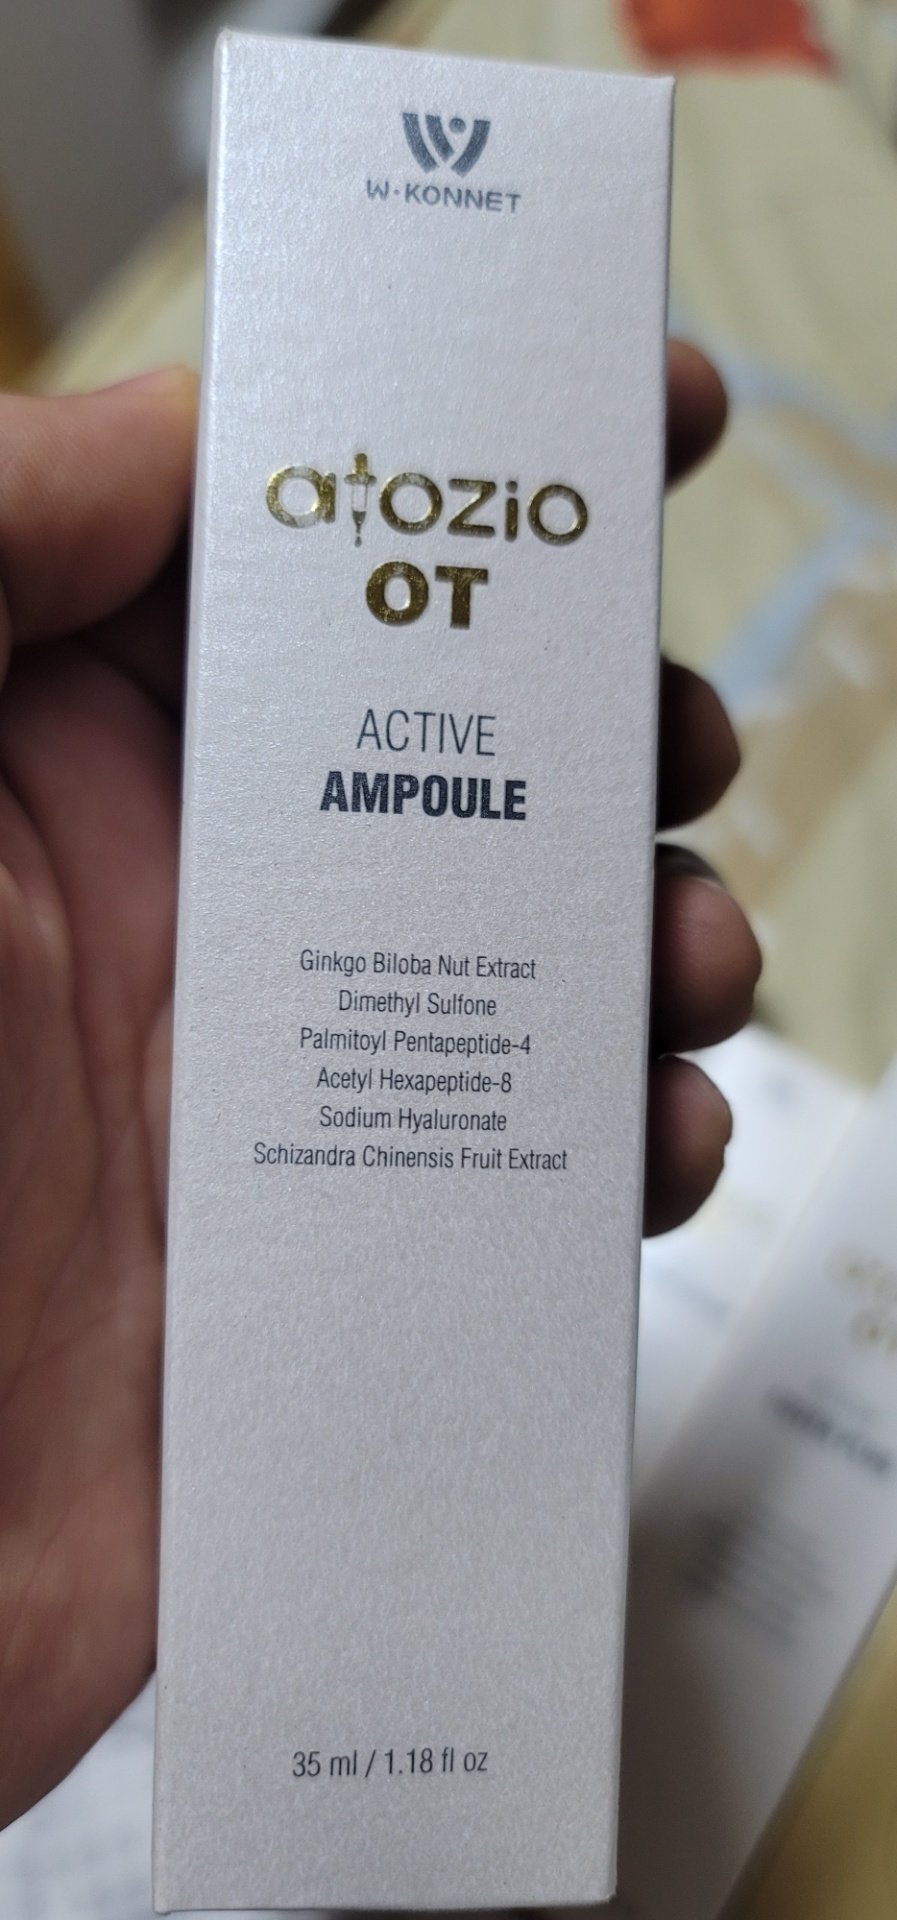 W·KONNET
atozio
OT
ACTIVE
AMPOULE
Ginkgo Biloba Nut Extract
Dimethyl Sulfone
Palmitoyl Pentapeptide-4
Acetyl Hexapeptide-8
Sodium Hyaluronate
Schizandra Chinensis Fruit Extract
35 ml / 1.18 fl oz